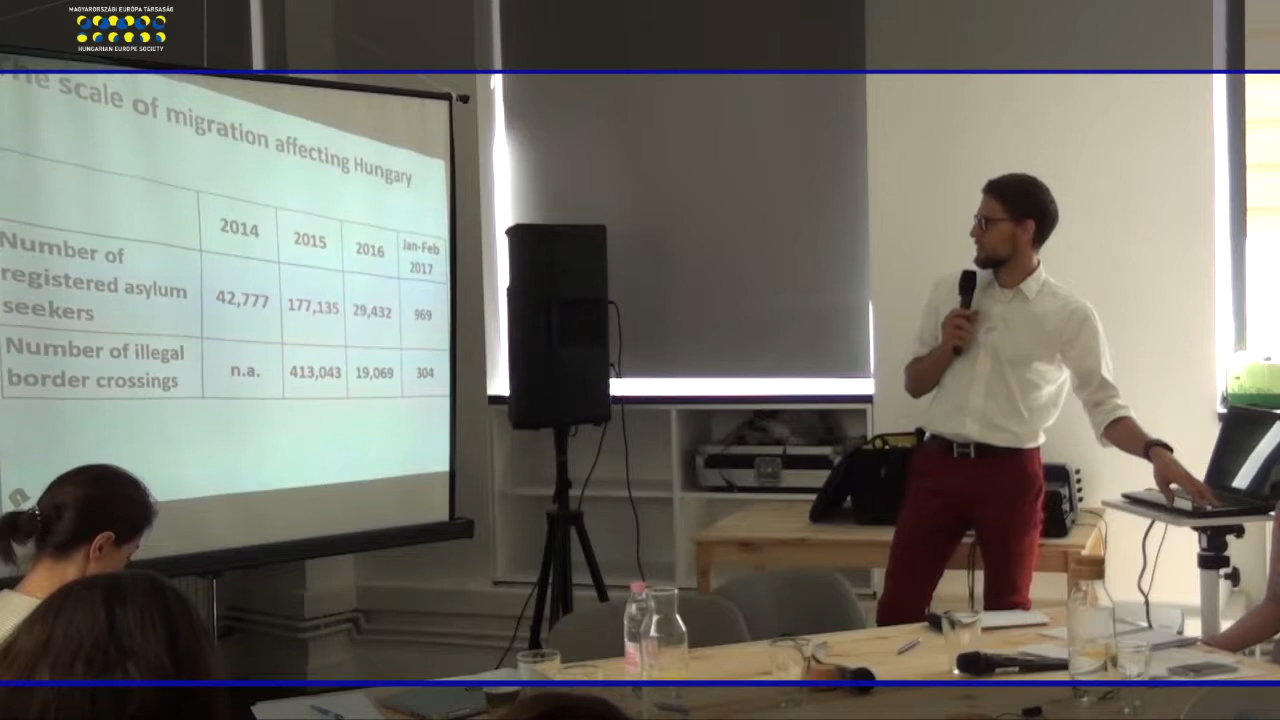 MAGYARORSZÁGI EURÓPA TÁRSASÁG
HUNGARIAN EUROPE SOCIETY
The scale of migration affecting Hungary
2014 2015 2016 Jan-Feb 2017
Number of registered asylum seekers 42,777 177,135 29,432 969
Number of illegal border crossings n.a. 413,043 19,069 304